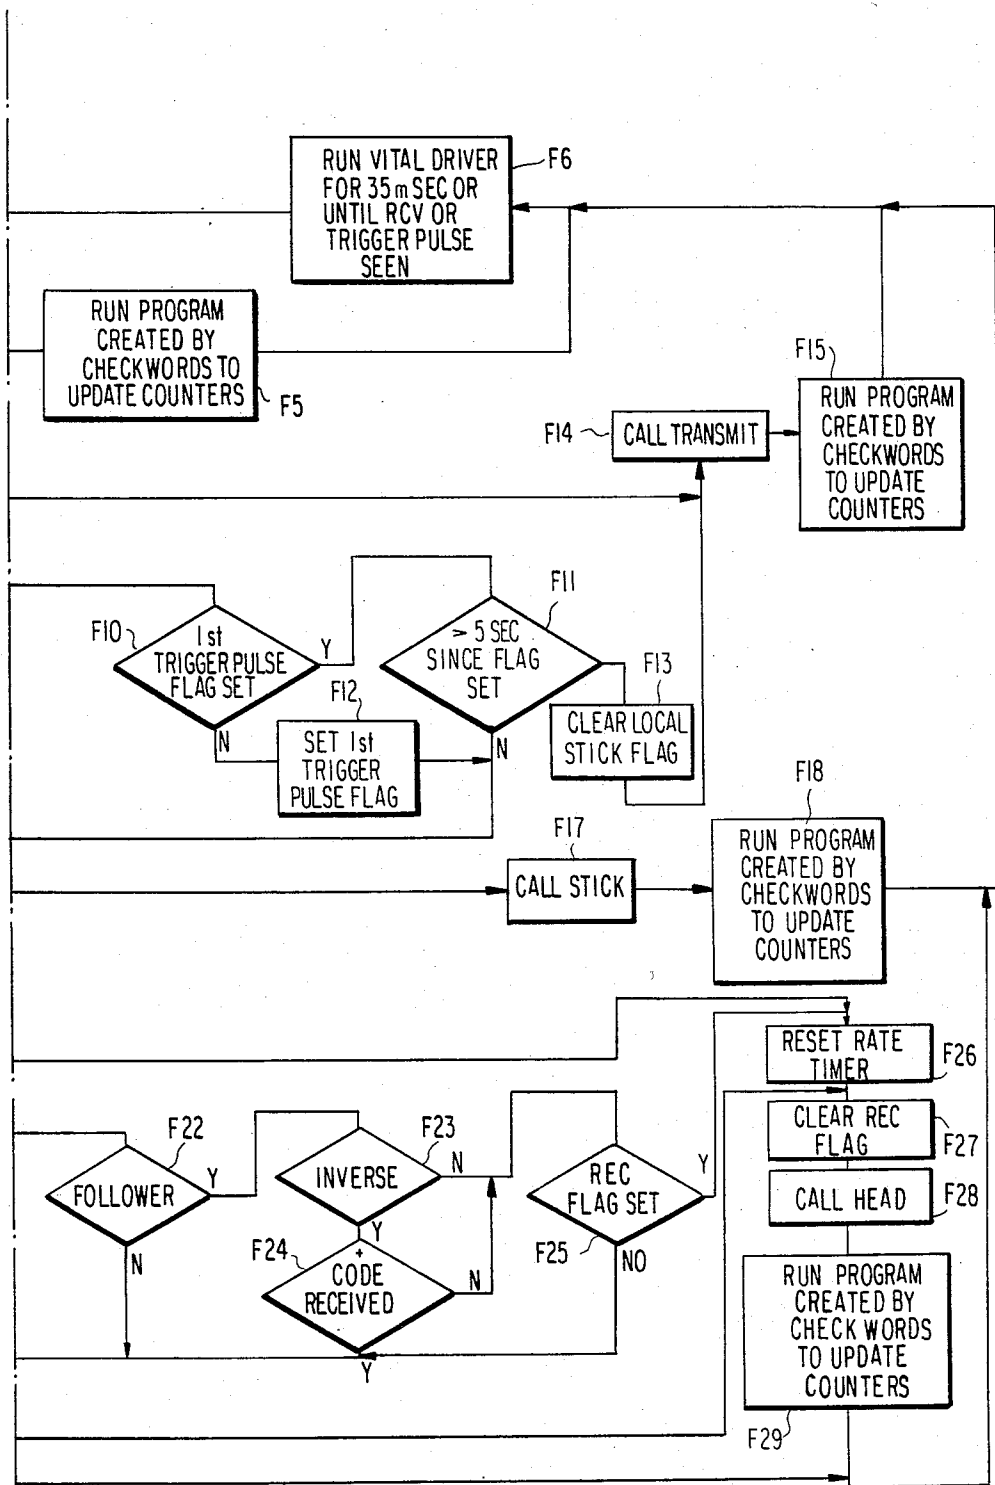 RUN VITAL DRIVER
FOR 35 m SEC OR
UNTIL RCV OR
TRIGGER PULSE
SEEN
F6
RUN PROGRAM
CREATED BY
CHECKWORDS TO
UPDATE COUNTERS
F5
F15
RUN PROGRAM
CREATED BY
CHECKWORDS
TO UPDATE
COUNTERS
F14
CALL TRANSMIT
F10
1st
TRIGGER PULSE
FLAG SET
Y
N
F11
> 5 SEC
SINCE FLAG
SET
N
F12
SET 1st
TRIGGER
PULSE FLAG
F13
CLEAR LOCAL
STICK FLAG
F17
CALL STICK
F18
RUN PROGRAM
CREATED BY
CHECKWORDS
TO UPDATE
COUNTERS
RESET RATE
TIMER
F26
CLEAR REC
FLAG
F27
CALL HEAD
F28
F22
FOLLOWER
Y
N
F23
INVERSE
N
Y
F24
+
CODE
RECEIVED
N
Y
REC
FLAG SET
Y
F25
NO
RUN PROGRAM
CREATED BY
CHECK WORDS
TO UPDATE
COUNTERS
F29